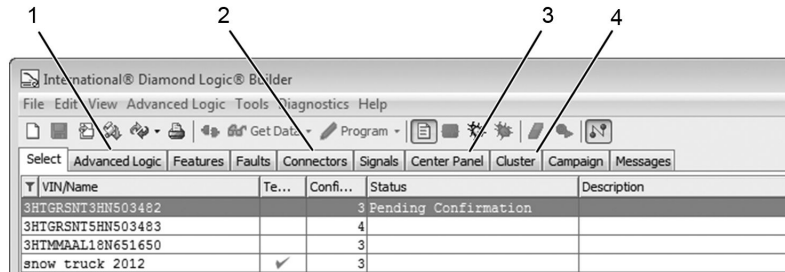 1 2 3 4
International® Diamond Logic® Builder
File Edit View Advanced Logic Tools Diagnostics Help
Get Data Program
Select Advanced Logic Features Faults Connectors Signals Center Panel Cluster Campaign Messages
VIN/Name Te... Confi... Status Description
3HTGRSNT3HN503482 3 Pending Confirmation
3HTGRSNT5HN503483 4
3HTMMAAL18N651650 3
snow truck 2012 3